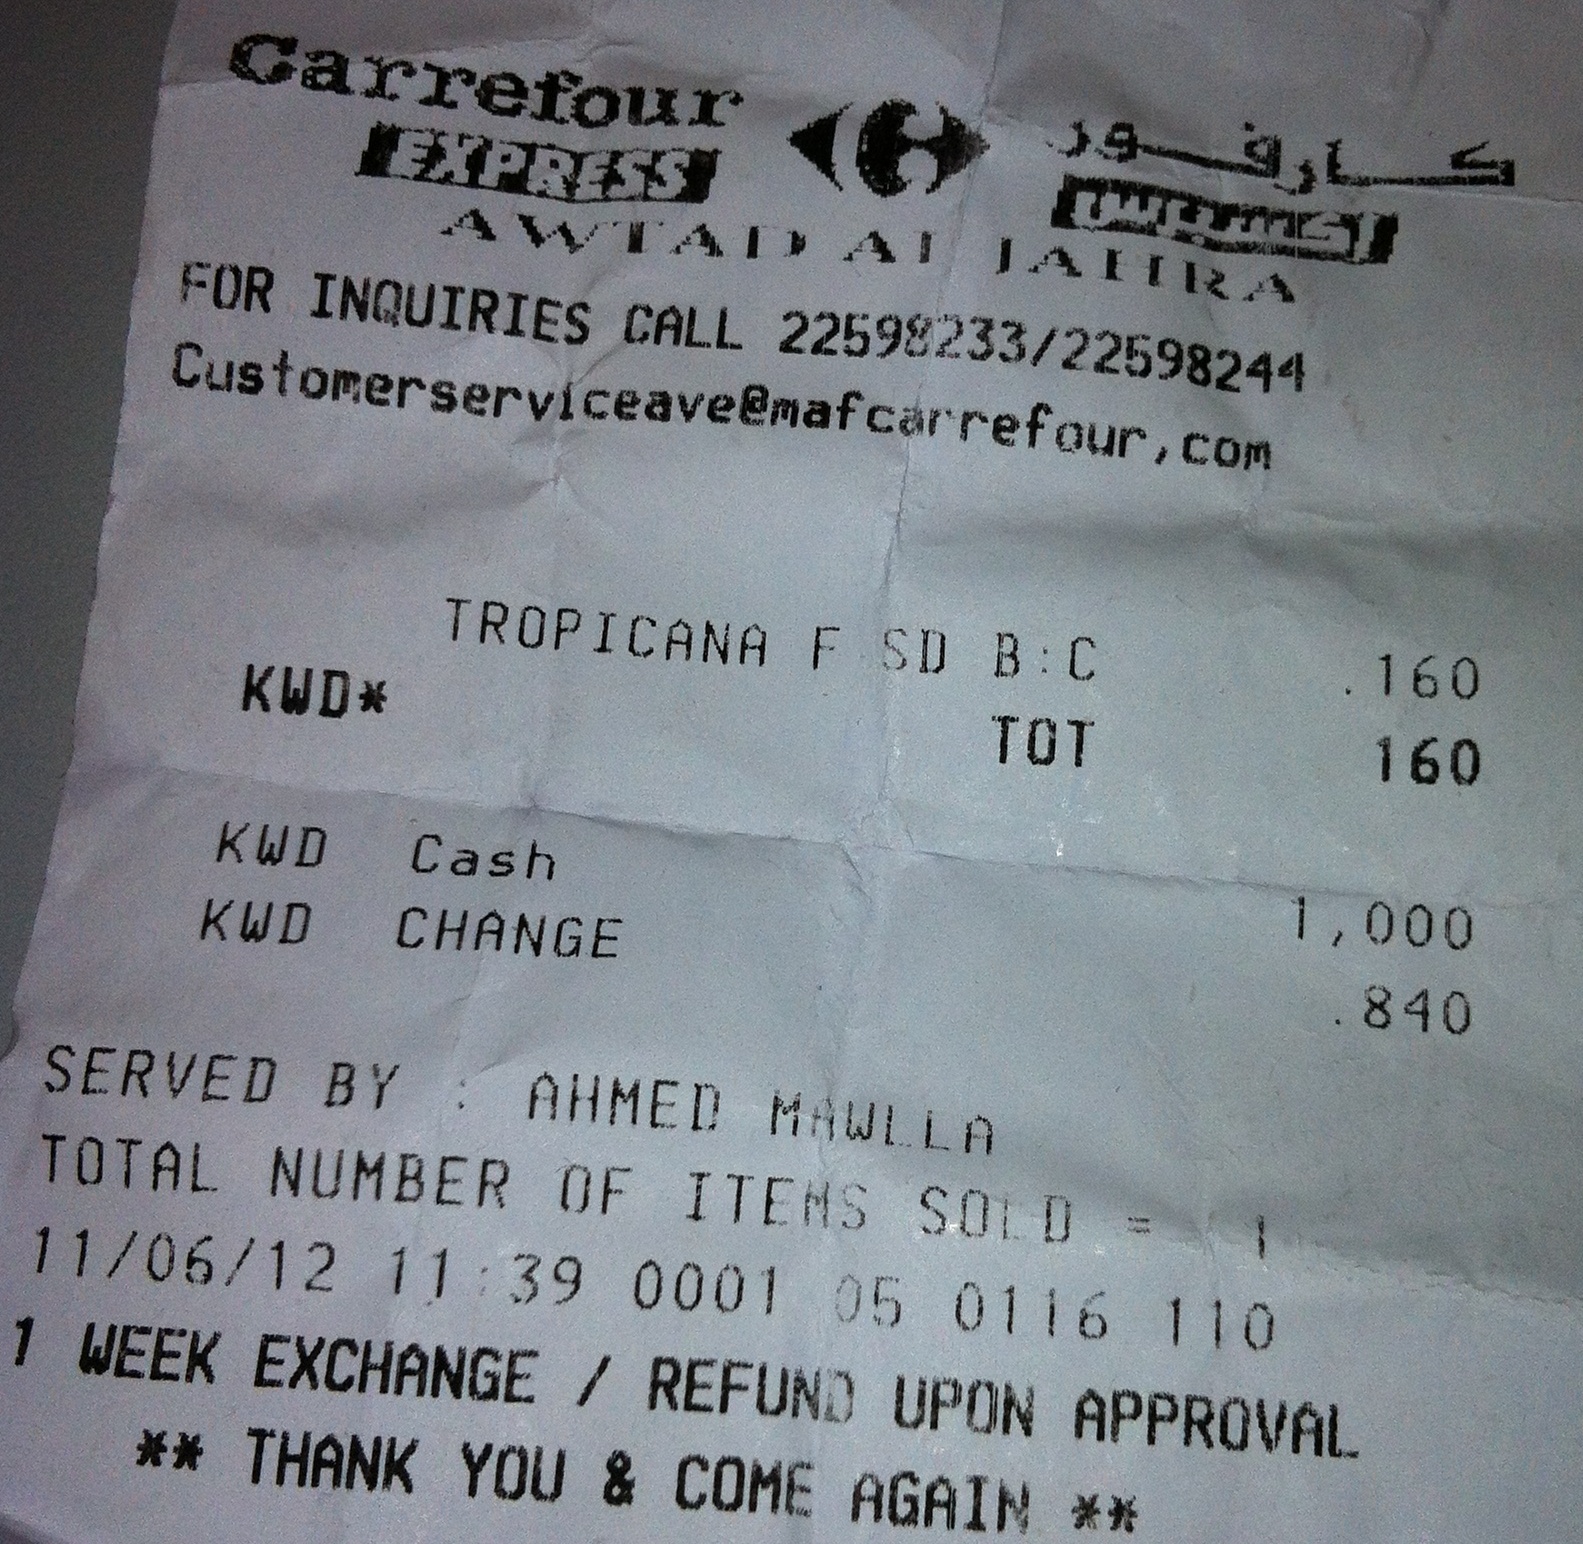 Carrefour كارفور
EXPRESS اكسبريس
AWTAD AL JAHRA
FOR INQUIRIES CALL 22598233/22598244
Customerserviceave@mafcarrefour,com
TROPICANA F SD B:C .160
KWD* TOT 160
KWD Cash 1,000
KWD CHANGE .840
SERVED BY : AHMED MAWLLA
TOTAL NUMBER OF ITEMS SOLD = 1
11/06/12 11:39 0001 05 0116 110
1 WEEK EXCHANGE / REFUND UPON APPROVAL
** THANK YOU & COME AGAIN **